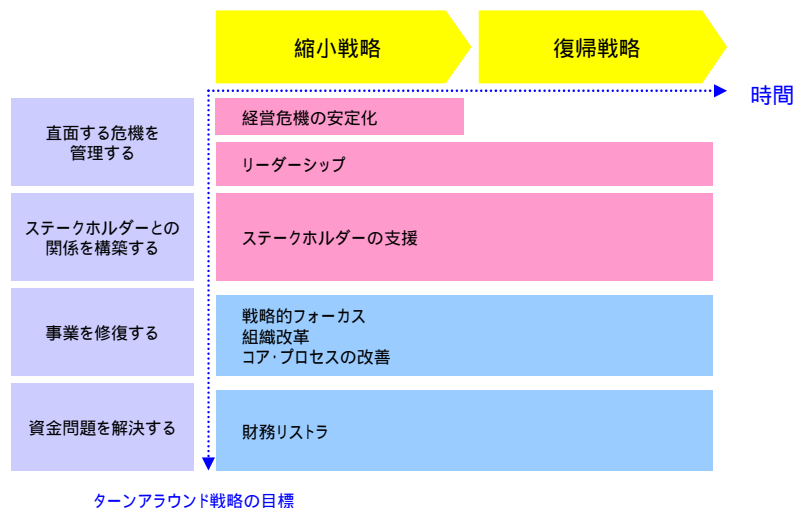 縮小戦略
復帰戦略
時間
直面する危機を
管理する
経営危機の安定化
リーダーシップ
ステークホルダーとの
関係を構築する
ステークホルダーの支援
事業を修復する
戦略的フォーカス
組織改革
コア・プロセスの改善
資金問題を解決する
財務リストラ
ターンアラウンド戦略の目標